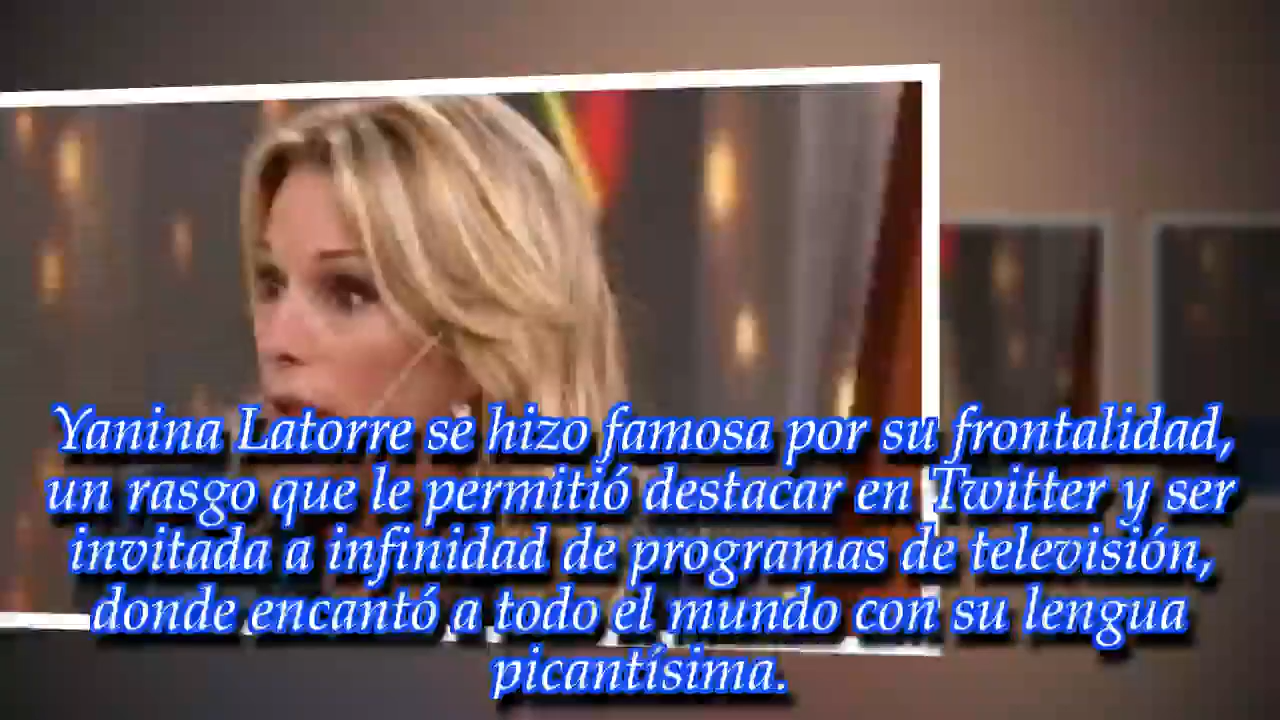 Yanina Latorre se hizo famosa por su frontalidad,
un rasgo que le permitió destacar en Twitter y ser
invitada a infinidad de programas de televisión,
donde encantó a todo el mundo con su lengua
picantísima.